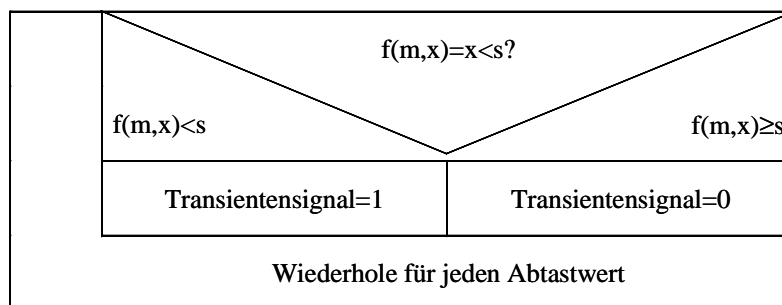 f(m,x)=x<s?
f(m,x)<s
f(m,x)≥s
Transientensignal=1
Transientensignal=0
Wiederhole für jeden Abtastwert